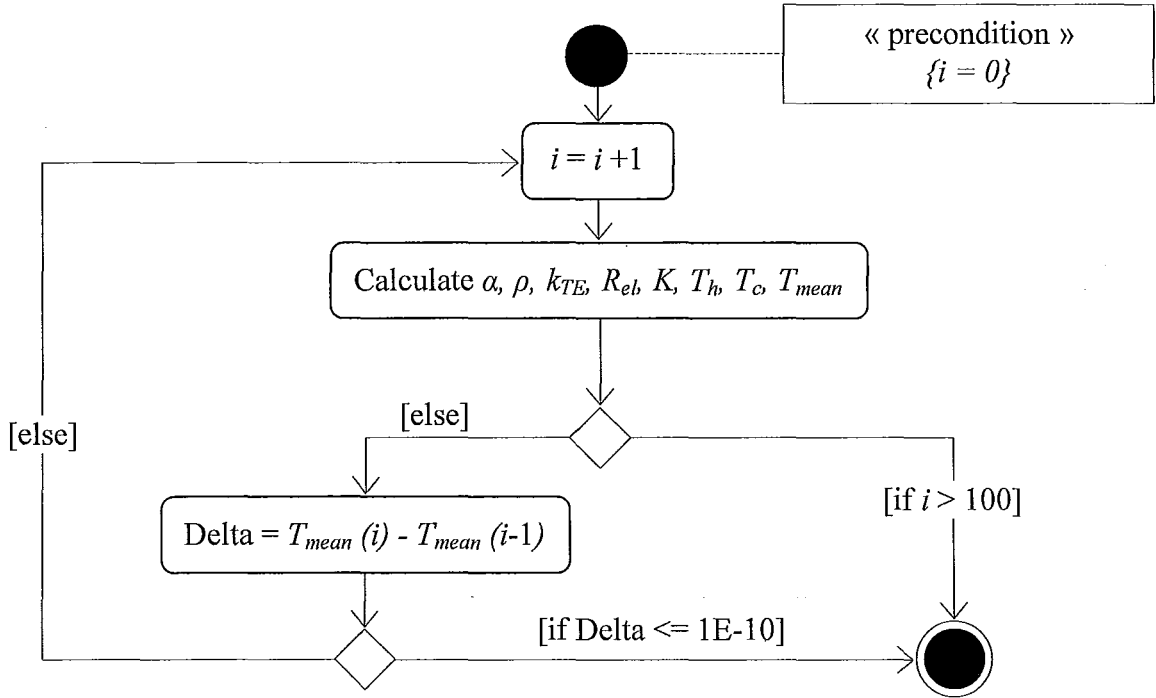 « precondition »
{i = 0}
i = i +1
Calculate α, ρ, k_TE, R_el, K, T_h, T_c, T_mean
[else]
[else]
[if i > 100]
Delta = T_mean (i) - T_mean (i-1)
[if Delta <= 1E-10]